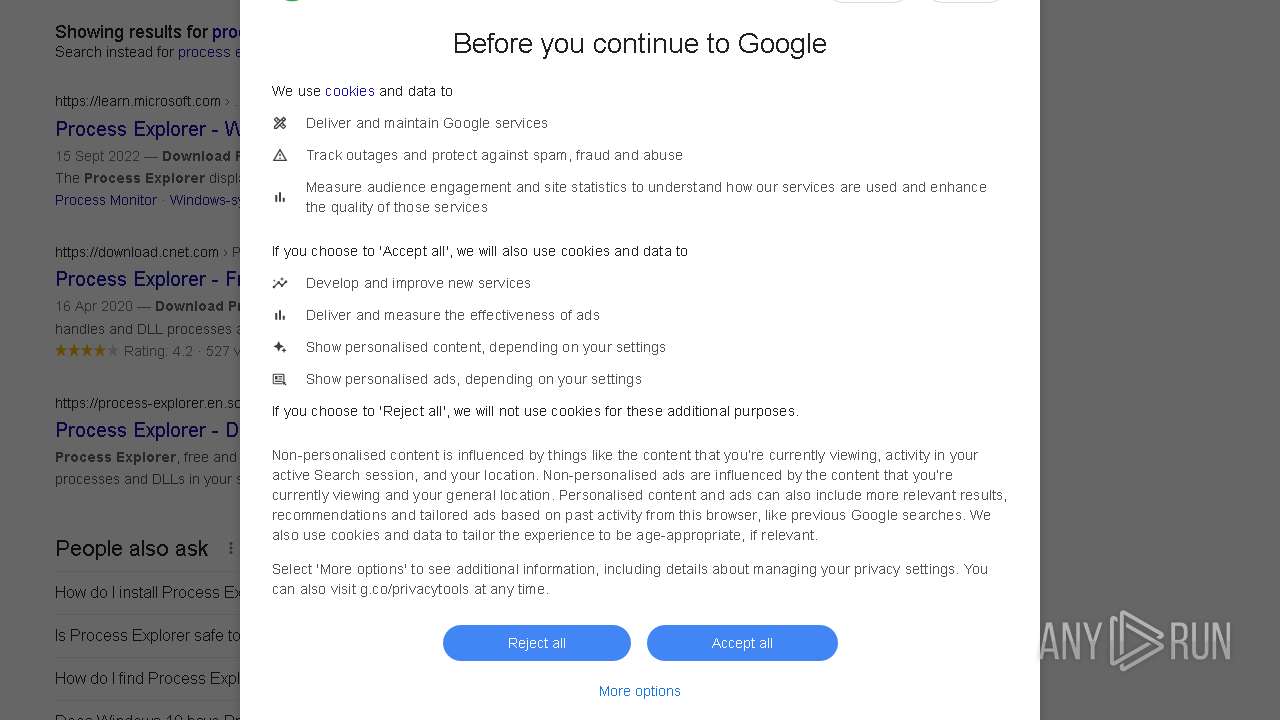 Showing results for
Search instead for process
https://learn.microsoft.com ›
Process Explorer -
15 Sept 2022 — Download
The Process Explorer
Process Monitor ·
https://download.cnet.com ›
Process Explorer -
16 Apr 2020 — Download
handles and DLL processes
Rating: 4.2 · 527
Process Explorer -
Process Explorer, free and
processes and DLLs in your
People also ask
How do I install Process
Is Process Explorer safe to
How do I find Process
Before you continue to Google
We use cookies and data to
Deliver and maintain Google services
Track outages and protect against spam, fraud and abuse
Measure audience engagement and site statistics to understand how our services are used and enhance
the quality of those services
If you choose to 'Accept all', we will also use cookies and data to
Develop and improve new services
Deliver and measure the effectiveness of ads
Show personalised content, depending on your settings
Show personalised ads, depending on your settings
If you choose to 'Reject all', we will not use cookies for these additional purposes.
Non-personalised content is influenced by things like the content that you're currently viewing, activity in your
active Search session, and your location. Non-personalised ads are influenced by the content that you're
currently viewing and your general location. Personalised content and ads can also include more relevant results,
recommendations and tailored ads based on past activity from this browser, like previous Google searches. We
also use cookies and data to tailor the experience to be age-appropriate, if relevant.
Select 'More options' to see additional information, including details about managing your privacy settings. You
can also visit g.co/privacytools at any time.
Reject all
Accept all
More options
ANY RUN